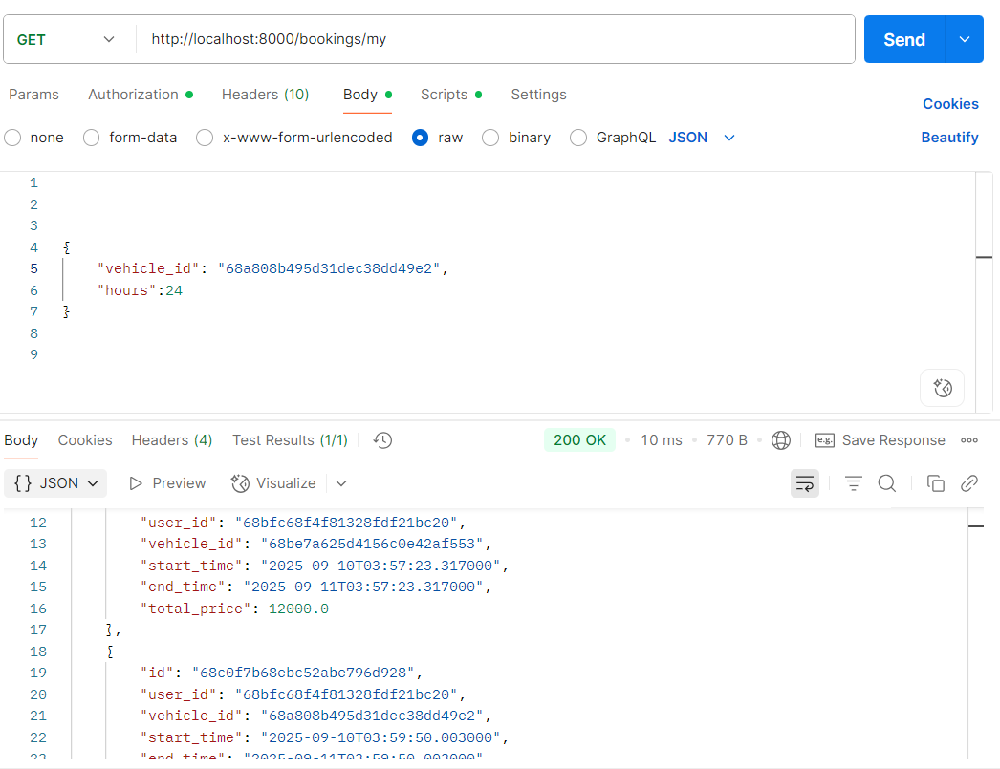 GET http://localhost:8000/bookings/my Send
Params Authorization Headers (10) Body Scripts Settings Cookies
none form-data x-www-form-urlencoded raw binary GraphQL JSON Beautify
1
2
3
4 {
5 "vehicle_id": "68a808b495d31dec38dd49e2",
6 "hours":24
7 }
8
9
Body Cookies Headers (4) Test Results (1/1) 200 OK 10 ms 770 B e.g. Save Response
{} JSON Preview Visualize
12 "user_id": "68bfc68f4f81328fdf21bc20",
13 "vehicle_id": "68be7a625d4156c0e42af553",
14 "start_time": "2025-09-10T03:57:23.317000",
15 "end_time": "2025-09-11T03:57:23.317000",
16 "total_price": 12000.0
17 },
18 {
19 "id": "68c0f7b68ebc52abe796d928",
20 "user_id": "68bfc68f4f81328fdf21bc20",
21 "vehicle_id": "68a808b495d31dec38dd49e2",
22 "start_time": "2025-09-10T03:59:50.003000",
23 "end_time": "2025-09-11T03:59:50.003000"